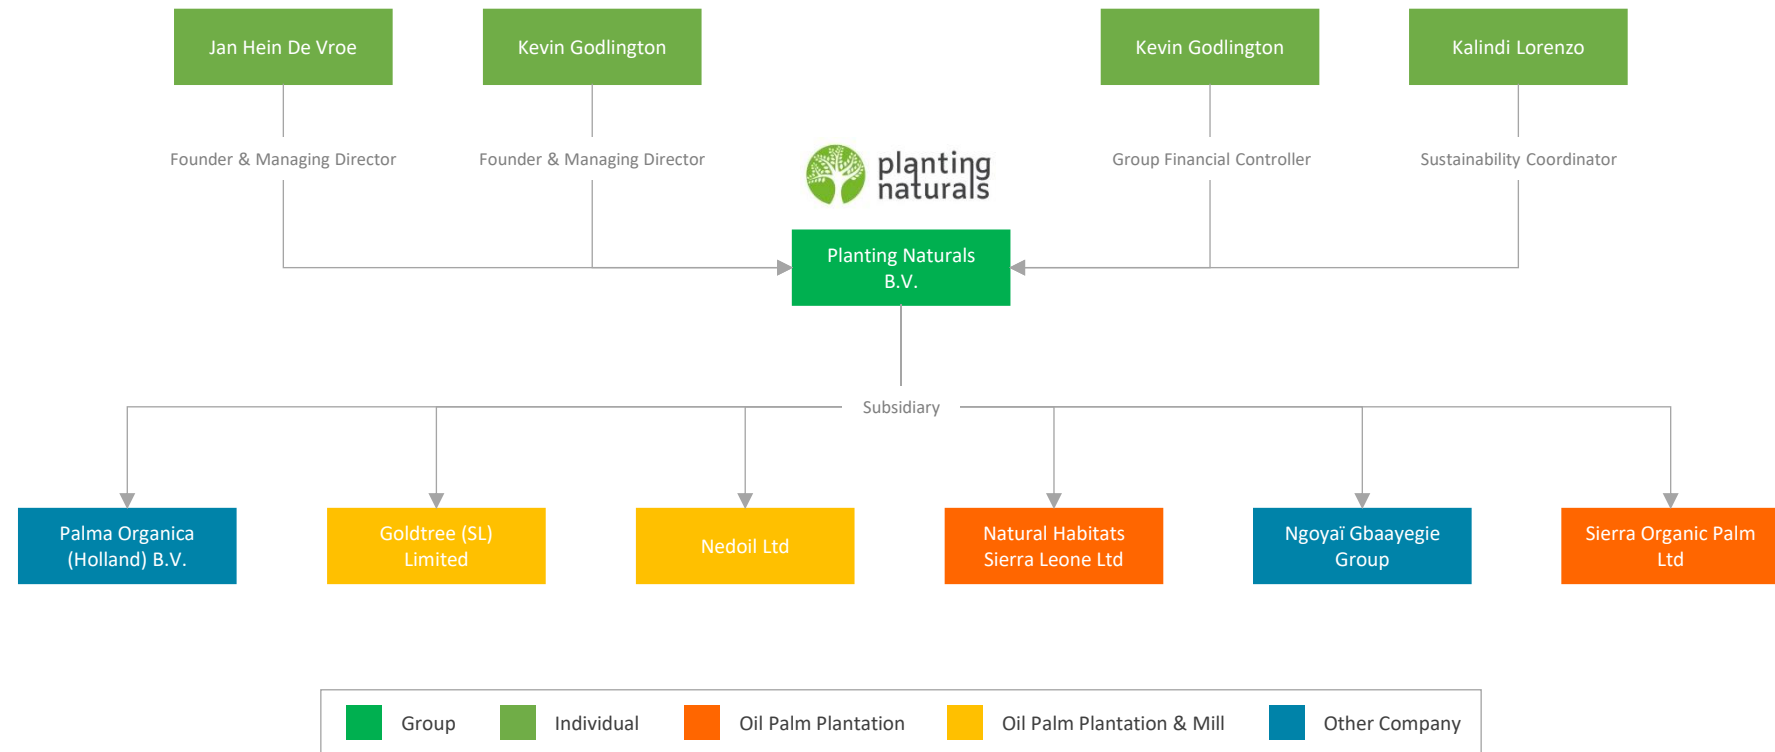 Jan Hein De Vroe
Kevin Godlington
Kevin Godlington
Kalindi Lorenzo
Founder & Managing Director
Founder & Managing Director
Group Financial Controller
Sustainability Coordinator
planting
naturals
Planting Naturals
B.V.
Subsidiary
Palma Organica
(Holland) B.V.
Goldtree (SL)
Limited
Nedoil Ltd
Natural Habitats
Sierra Leone Ltd
Ngoyaï Gbaayegie
Group
Sierra Organic Palm
Ltd
Group
Individual
Oil Palm Plantation
Oil Palm Plantation & Mill
Other Company